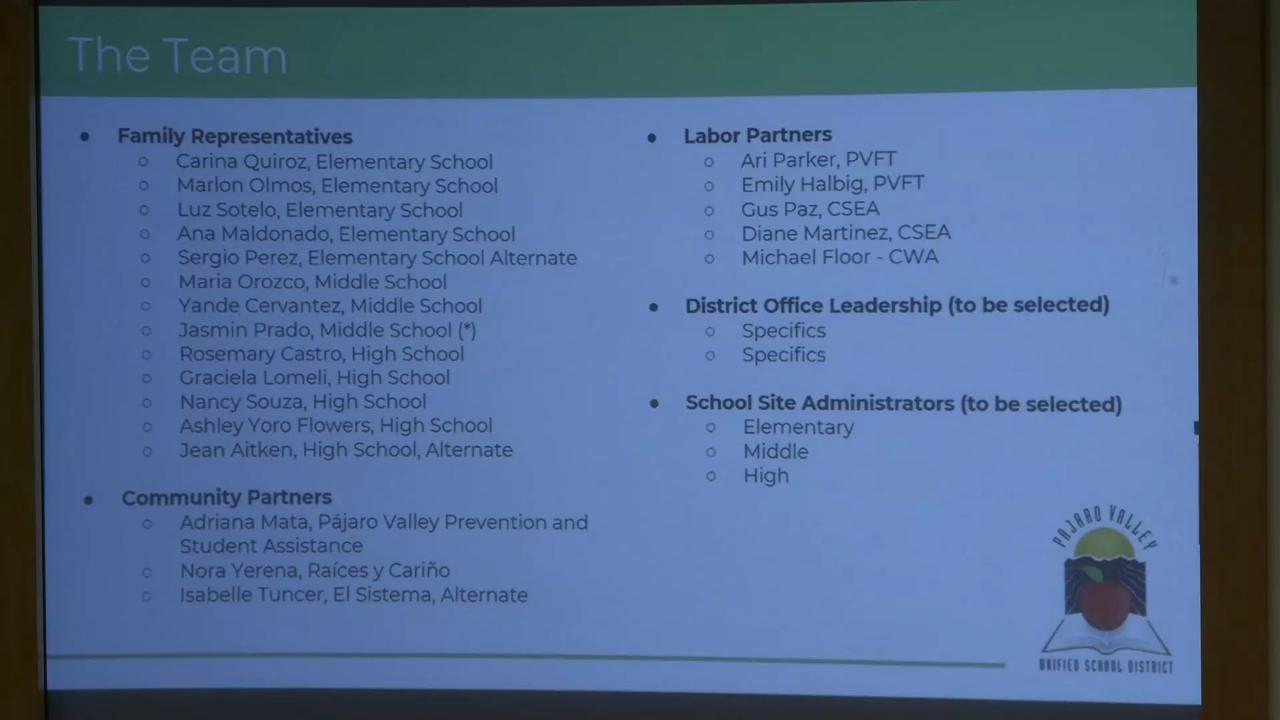 The Team
Family Representatives
Carina Quiroz, Elementary School
Marlon Olmos, Elementary School
Luz Sotelo, Elementary School
Ana Maldonado, Elementary School
Sergio Perez, Elementary School Alternate
Maria Orozco, Middle School
Yande Cervantez, Middle School
Jasmin Prado, Middle School (*)
Rosemary Castro, High School
Graciela Lomeli, High School
Nancy Souza, High School
Ashley Yoro Flowers, High School
Jean Aitken, High School, Alternate
Community Partners
Adriana Mata, Pájaro Valley Prevention and
Student Assistance
Nora Yerena, Raíces y Cariño
Isabelle Tuncer, El Sistema, Alternate
Labor Partners
Ari Parker, PVFT
Emily Halbig, PVFT
Gus Paz, CSEA
Diane Martinez, CSEA
Michael Floor - CWA
District Office Leadership (to be selected)
Specifics
Specifics
School Site Administrators (to be selected)
Elementary
Middle
High
PAJARO VALLEY
UNIFIED SCHOOL DISTRICT